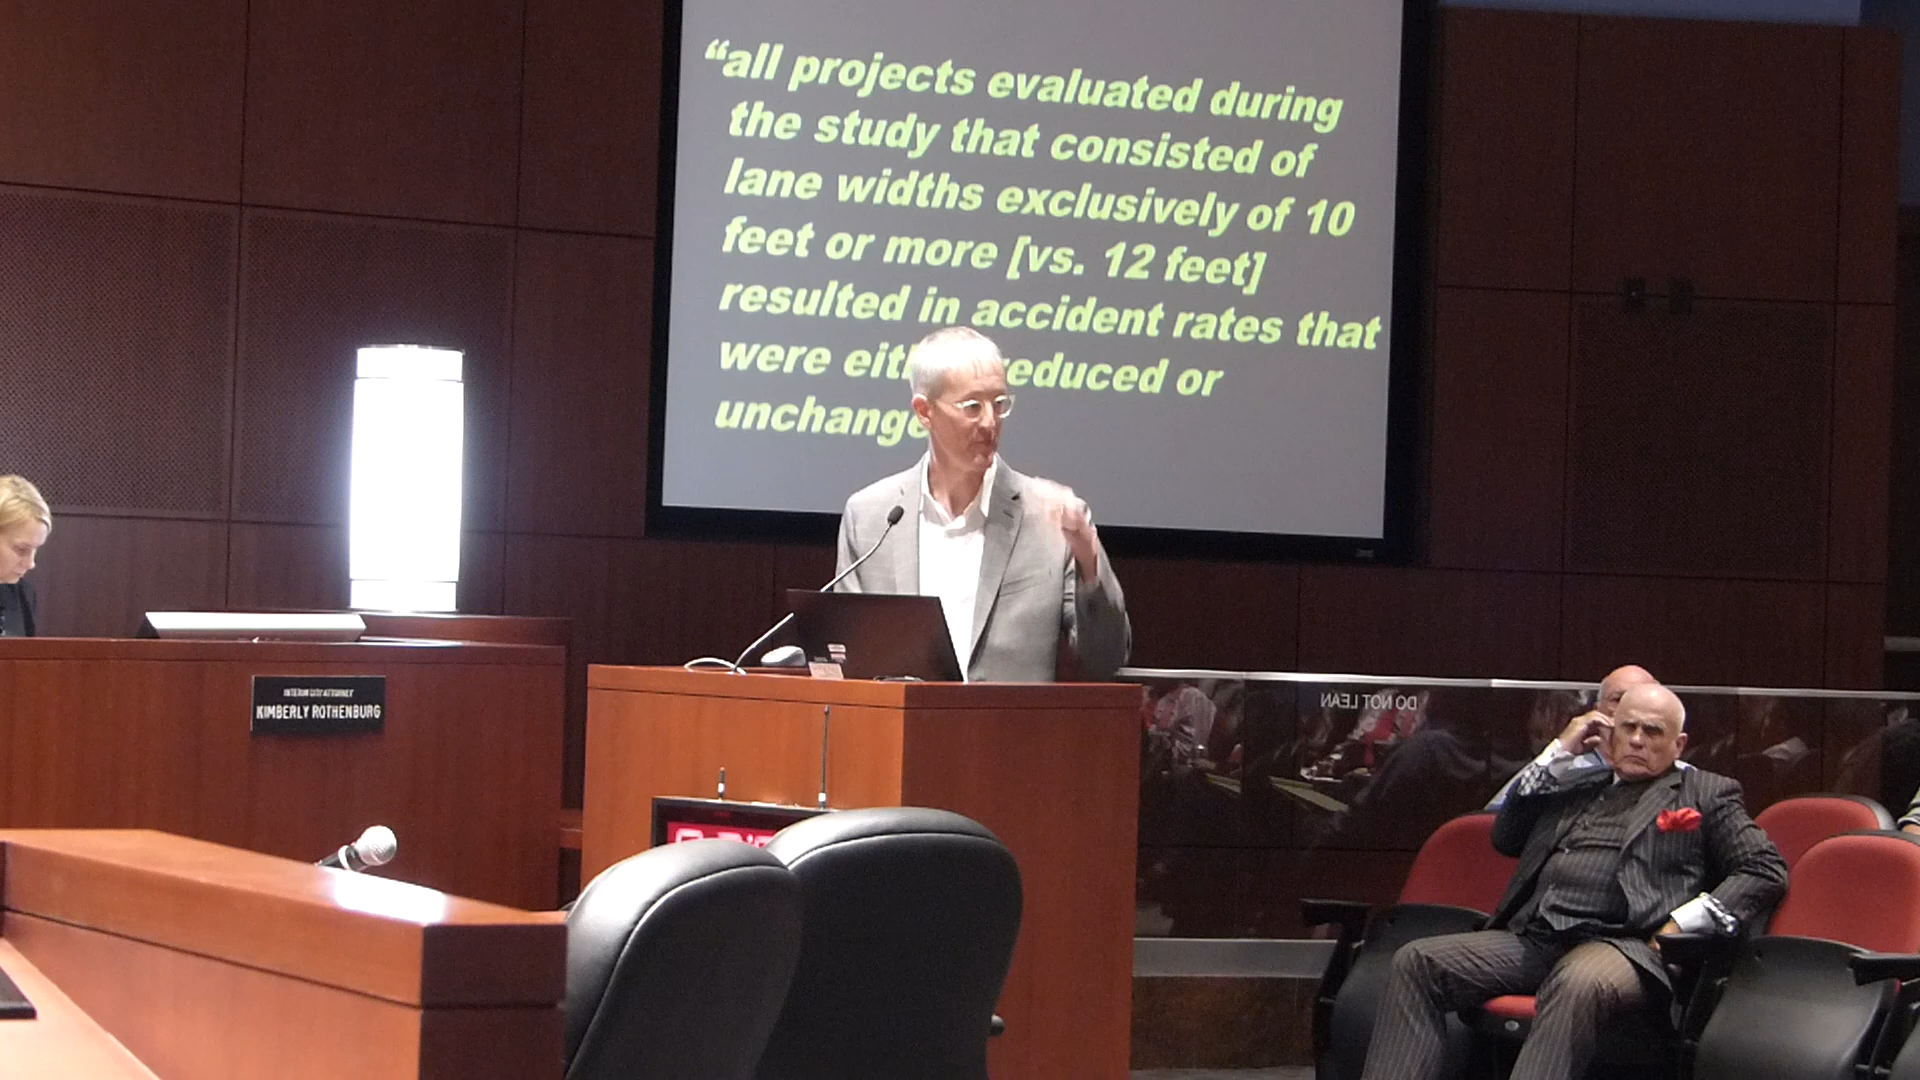 “all projects evaluated during
the study that consisted of
lane widths exclusively of 10
feet or more [vs. 12 feet]
resulted in accident rates that
were eit reduced or
unchange
INTERIM CITY ATTORNEY
KIMBERLY ROTHENBURG
DO NOT LEAN